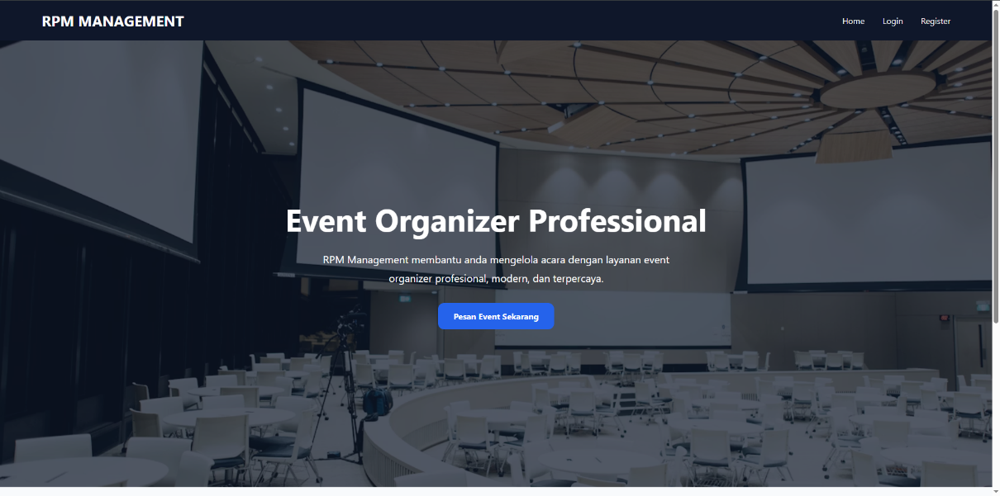 RPM MANAGEMENT
Home Login Register
Event Organizer Professional
RPM Management membantu anda mengelola acara dengan layanan event
organizer profesional, modern, dan terpercaya.
Pesan Event Sekarang